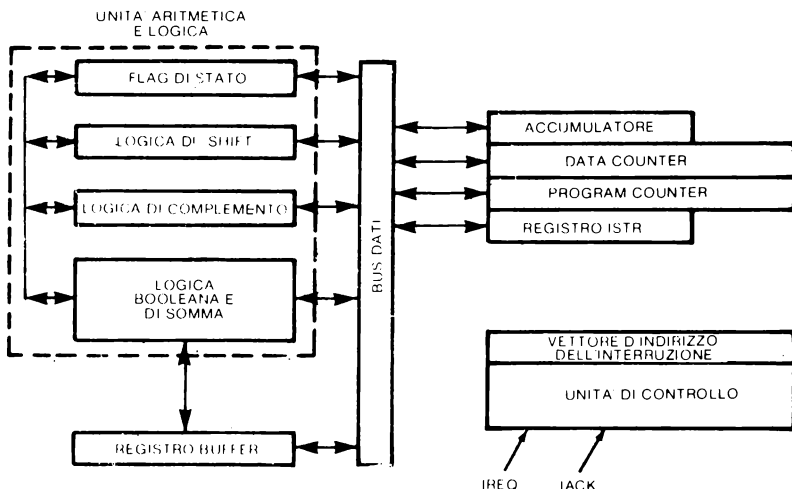 UNITA' ARITMETICA
E LOGICA
FLAG DI STATO
LOGICA DI SHIFT
LOGICA DI COMPLEMENTO
LOGICA
BOOLEANA E
DI SOMMA
REGISTRO BUFFER
BUS DATI
ACCUMULATORE
DATA COUNTER
PROGRAM COUNTER
REGISTRO ISTR
VETTORE D'INDIRIZZO
DELL'INTERRUZIONE
UNITA' DI CONTROLLO
IREQ IACK